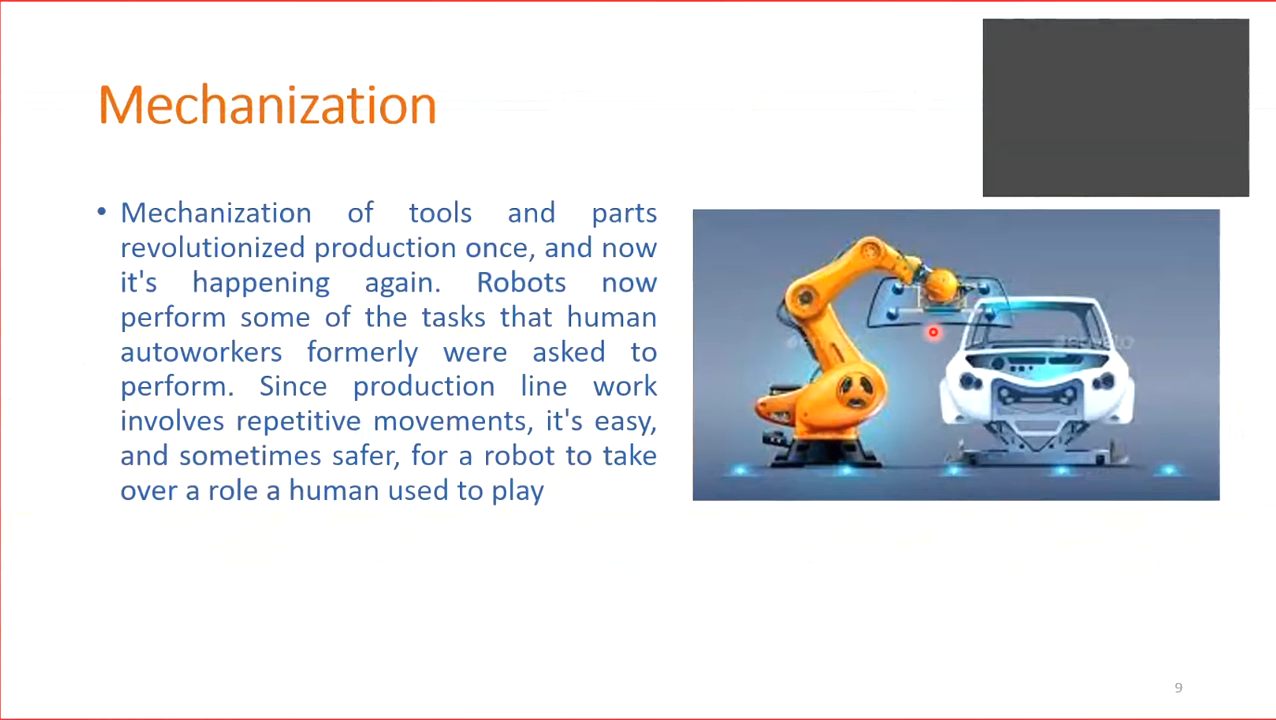 Mechanization
• Mechanization of tools and parts
revolutionized production once, and now
it's happening again. Robots now
perform some of the tasks that human
autoworkers formerly were asked to
perform. Since production line work
involves repetitive movements, it's easy,
and sometimes safer, for a robot to take
over a role a human used to play
9